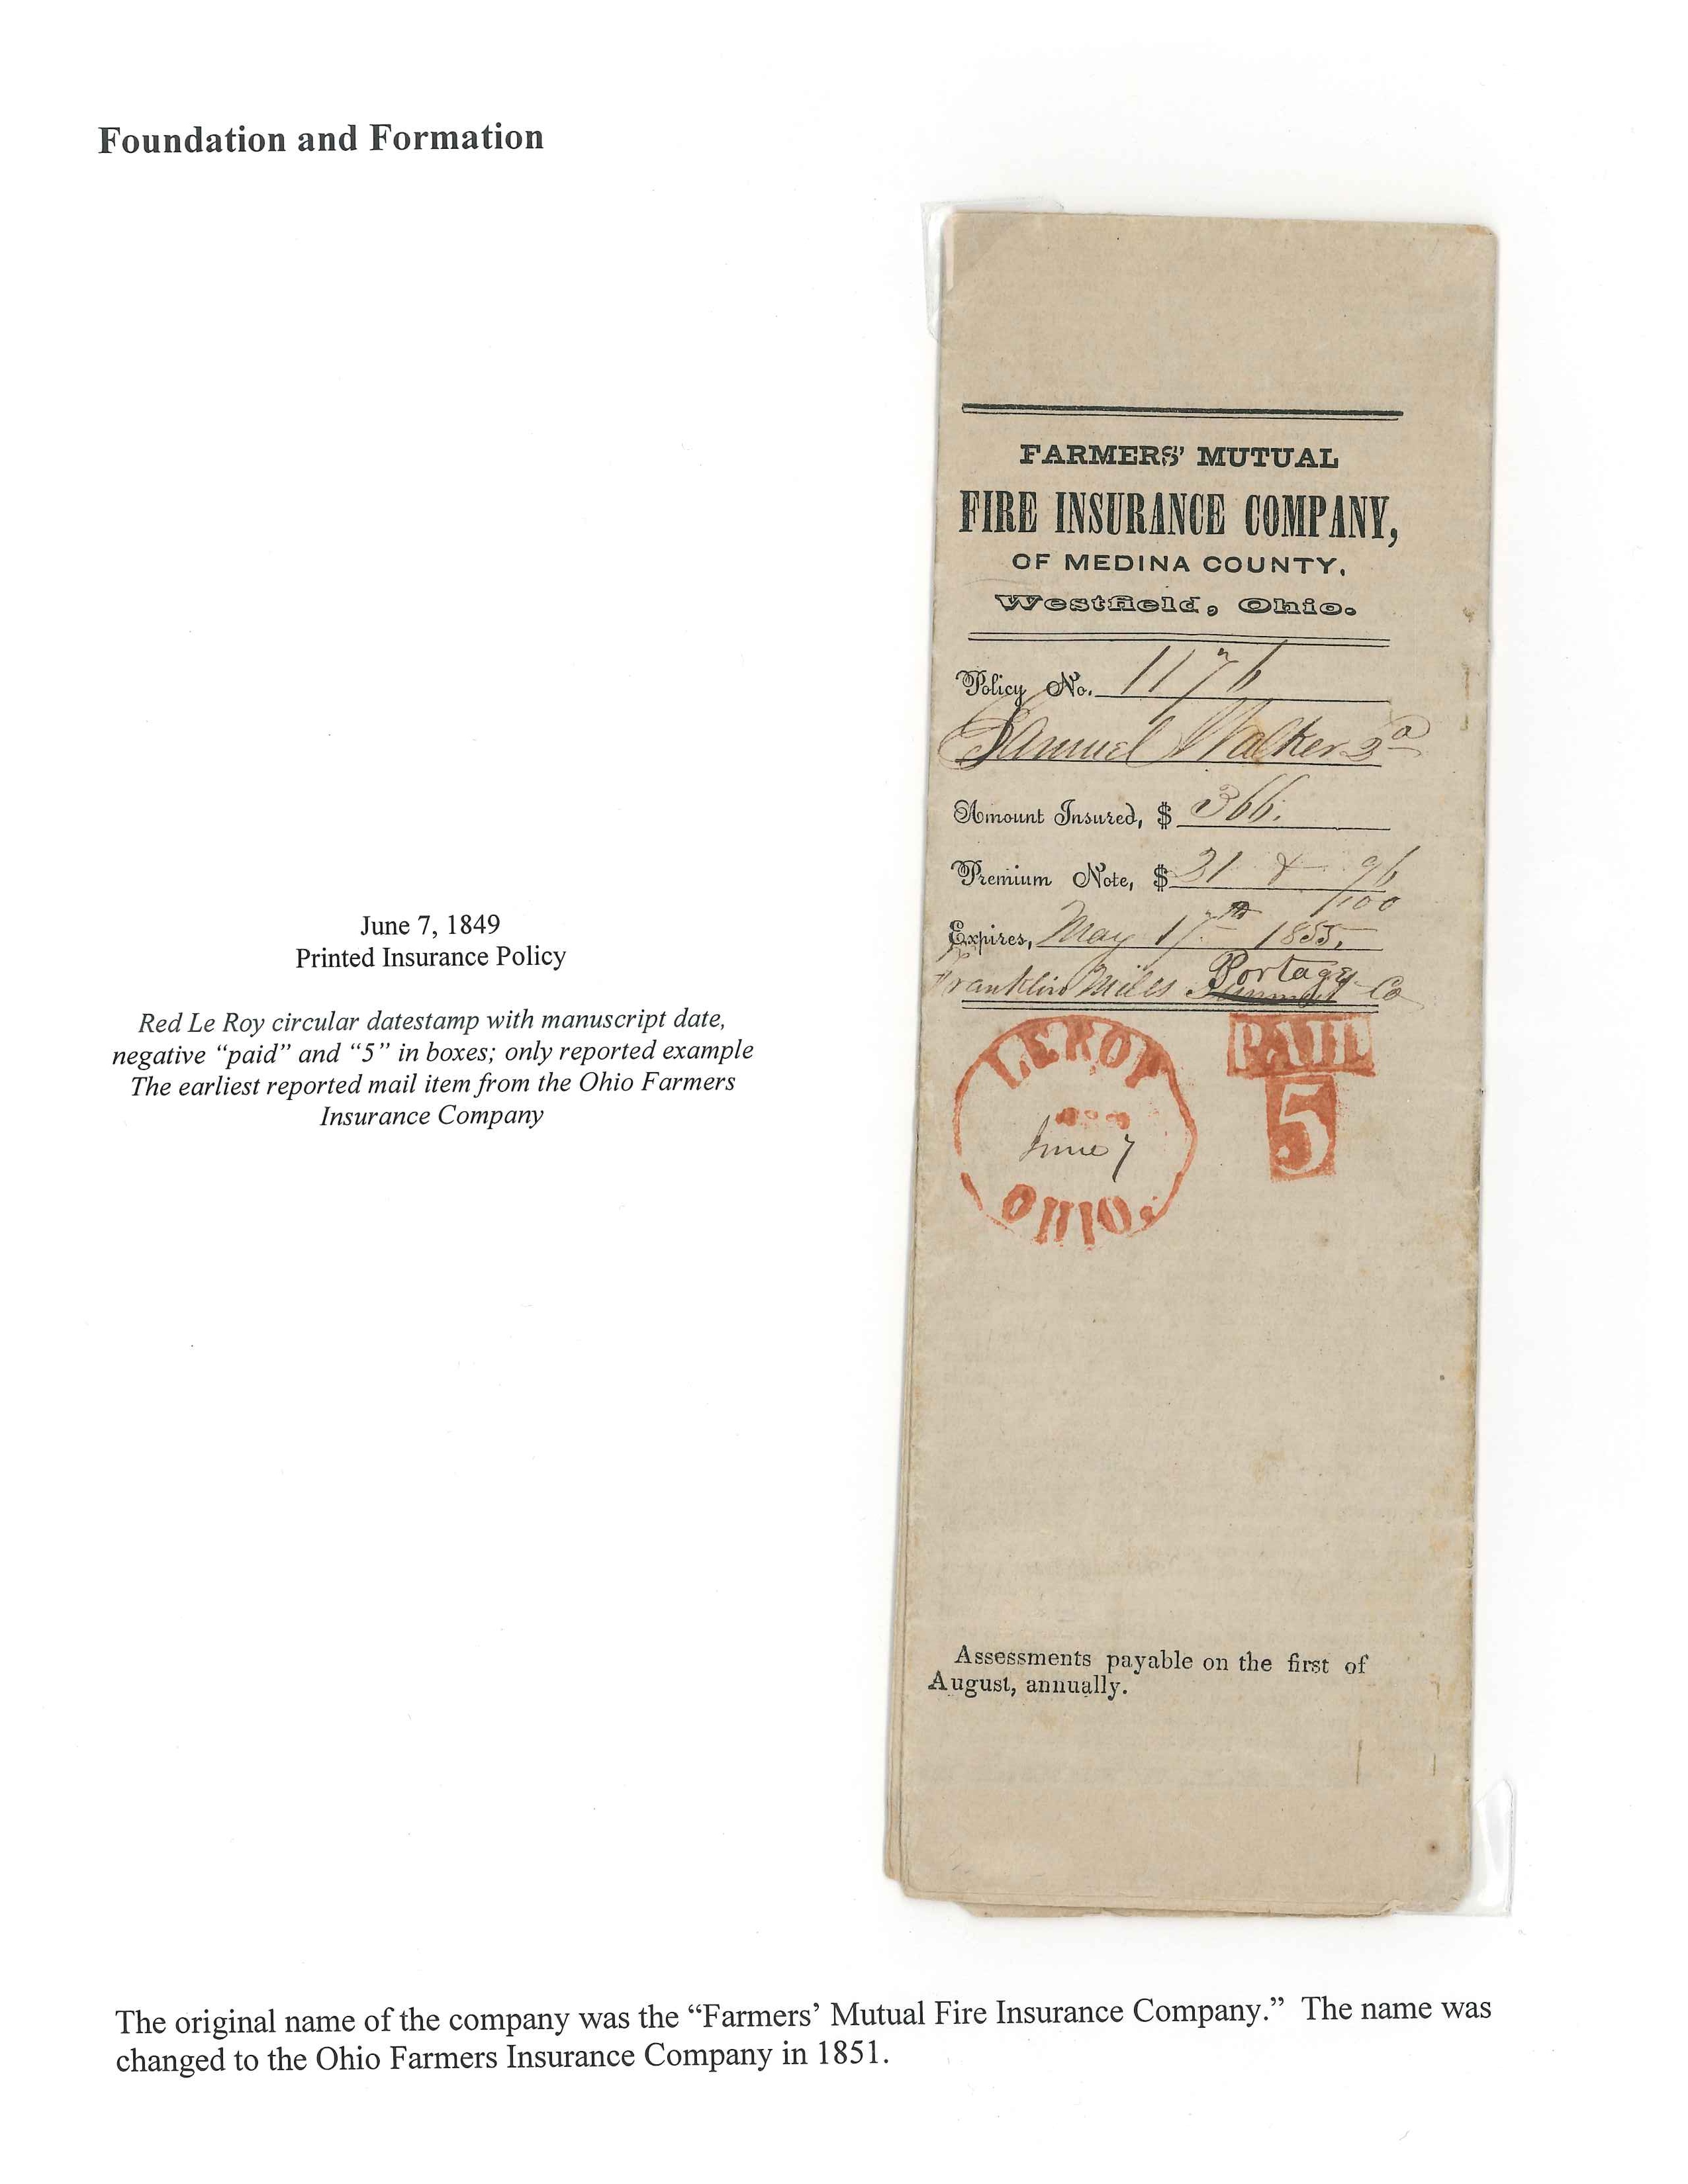 Foundation and Formation
FARMERS' MUTUAL
FIRE INSURANCE COMPANY,
OF MEDINA COUNTY,
Westfield, Ohio.
Policy No. 1176
Samuel Walker 2d
Amount Insured, $ 366.
Premium Note, $ 31 & 96/100
Expires, May 17th 1855.
Franklin Mills Portage Co
LEROY
June 7
OHIO.
PAID
5
June 7, 1849
Printed Insurance Policy
Red Le Roy circular datestamp with manuscript date,
negative “paid” and “5” in boxes; only reported example
The earliest reported mail item from the Ohio Farmers
Insurance Company
Assessments payable on the first of
August, annually.
The original name of the company was the “Farmers’ Mutual Fire Insurance Company.” The name was
changed to the Ohio Farmers Insurance Company in 1851.